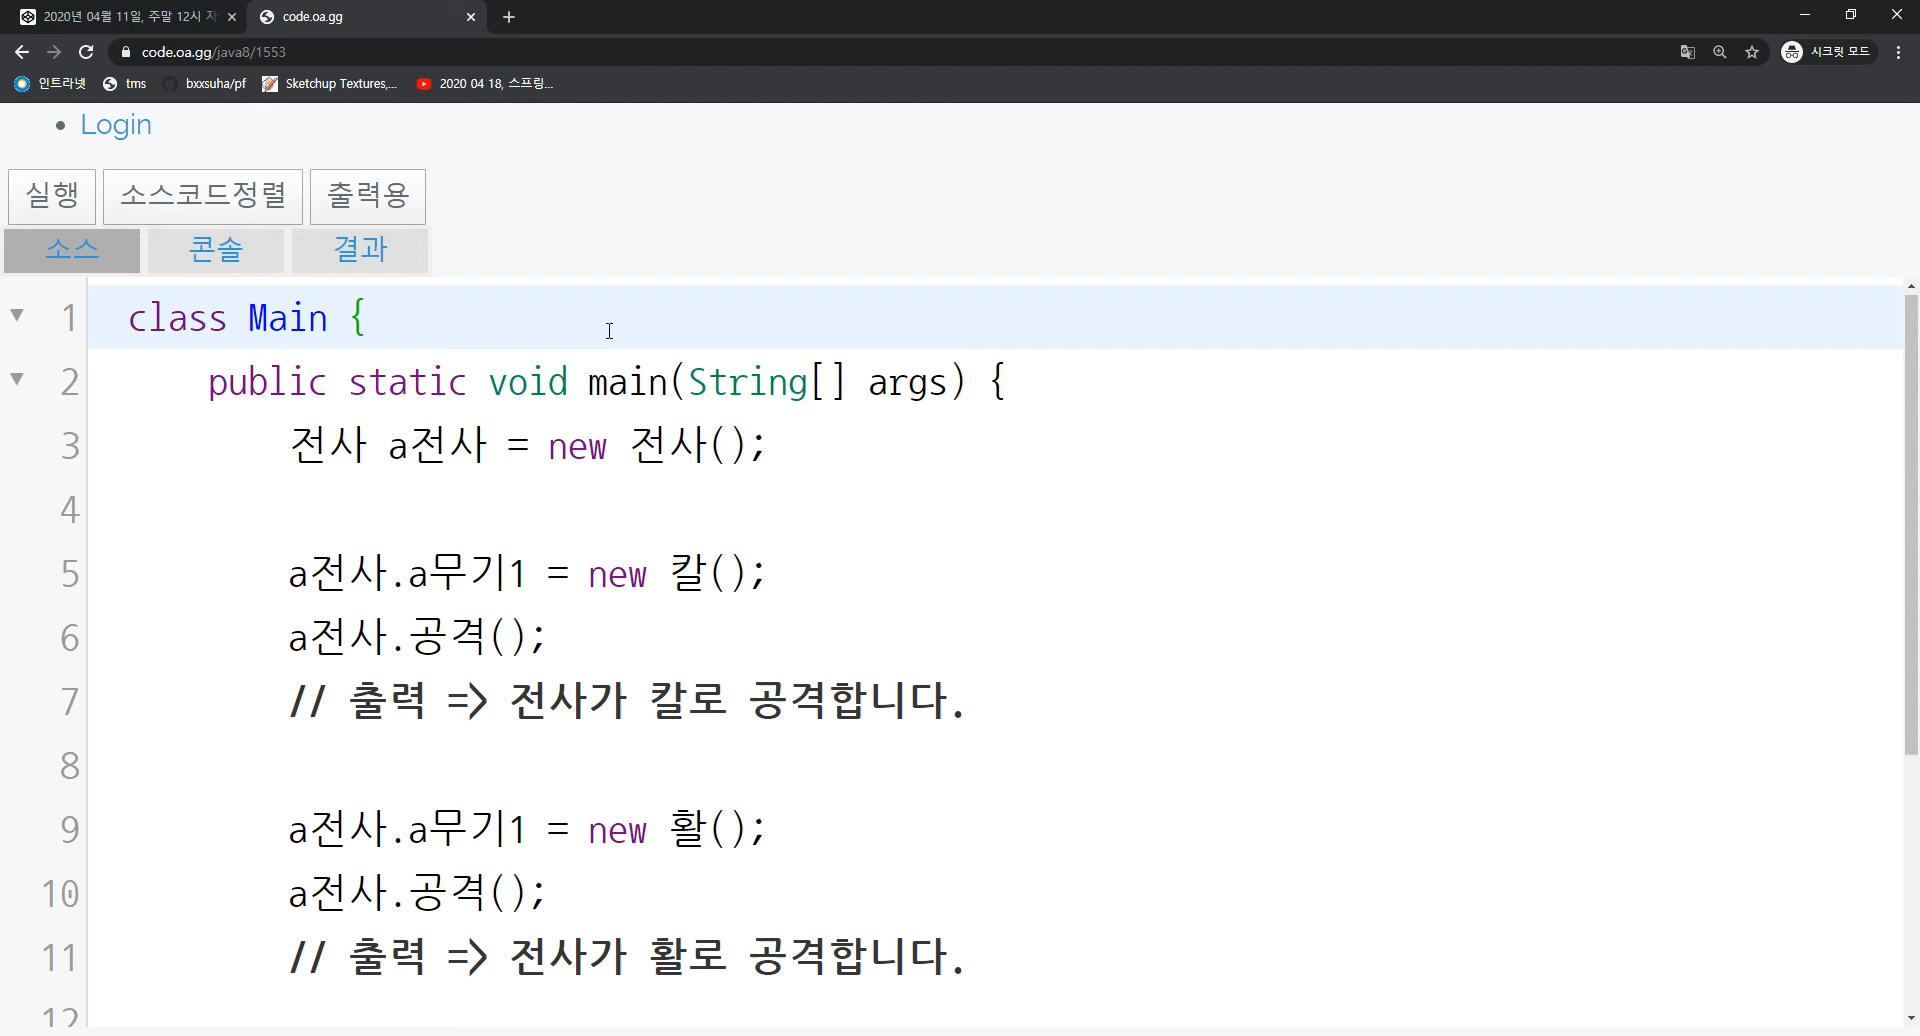 2020년 04월 11일, 주말 12시 자
code.oa.gg
code.oa.gg/java8/1553
시크릿 모드
인트라넷
tms
bxxsuha/pf
Sketchup Textures,...
2020 04 18, 스프링...
Login
실행
소스코드정렬
출력용
소스
콘솔
결과
1 class Main {
2 public static void main(String[] args) {
3 전사 a전사 = new 전사();
4
5 a전사.a무기1 = new 칼();
6 a전사.공격();
7 // 출력 => 전사가 칼로 공격합니다.
8
9 a전사.a무기1 = new 활();
10 a전사.공격();
11 // 출력 => 전사가 활로 공격합니다.
12